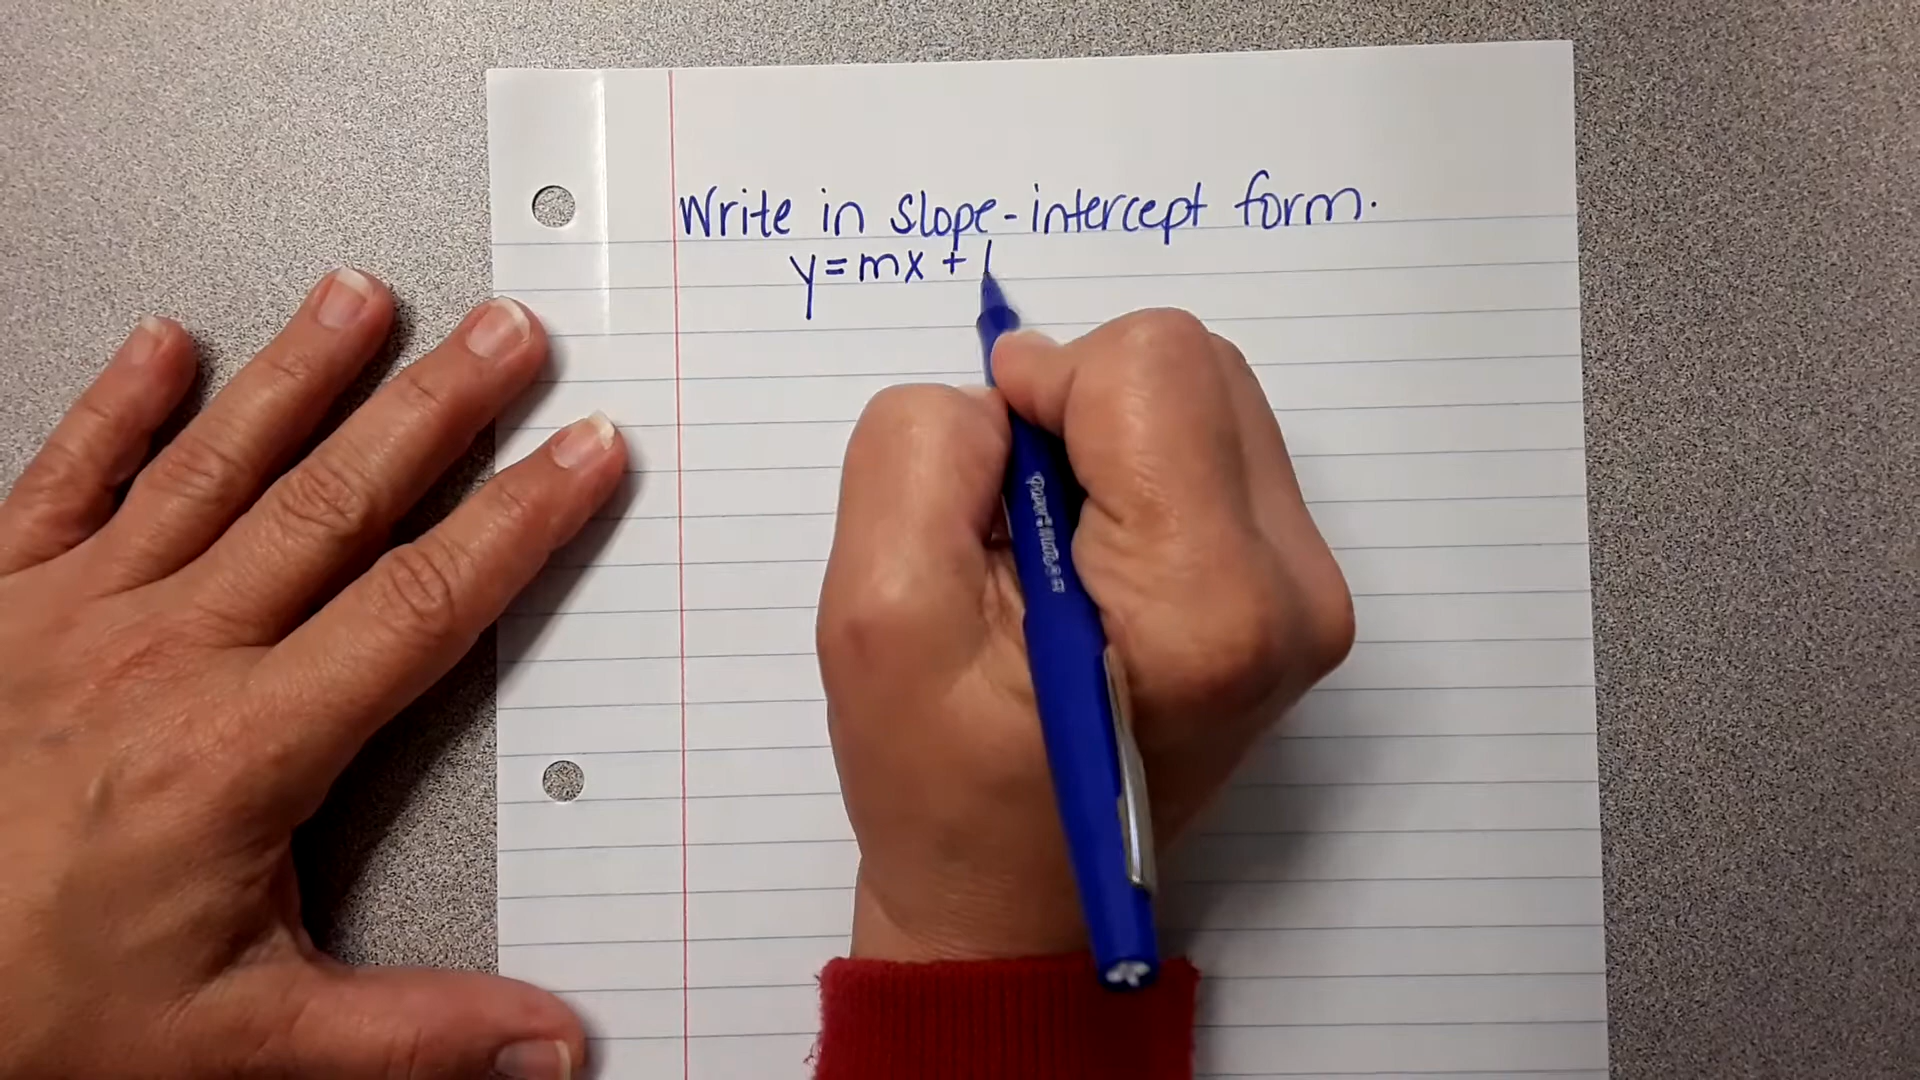 Write in slope-intercept form.
y=mx+